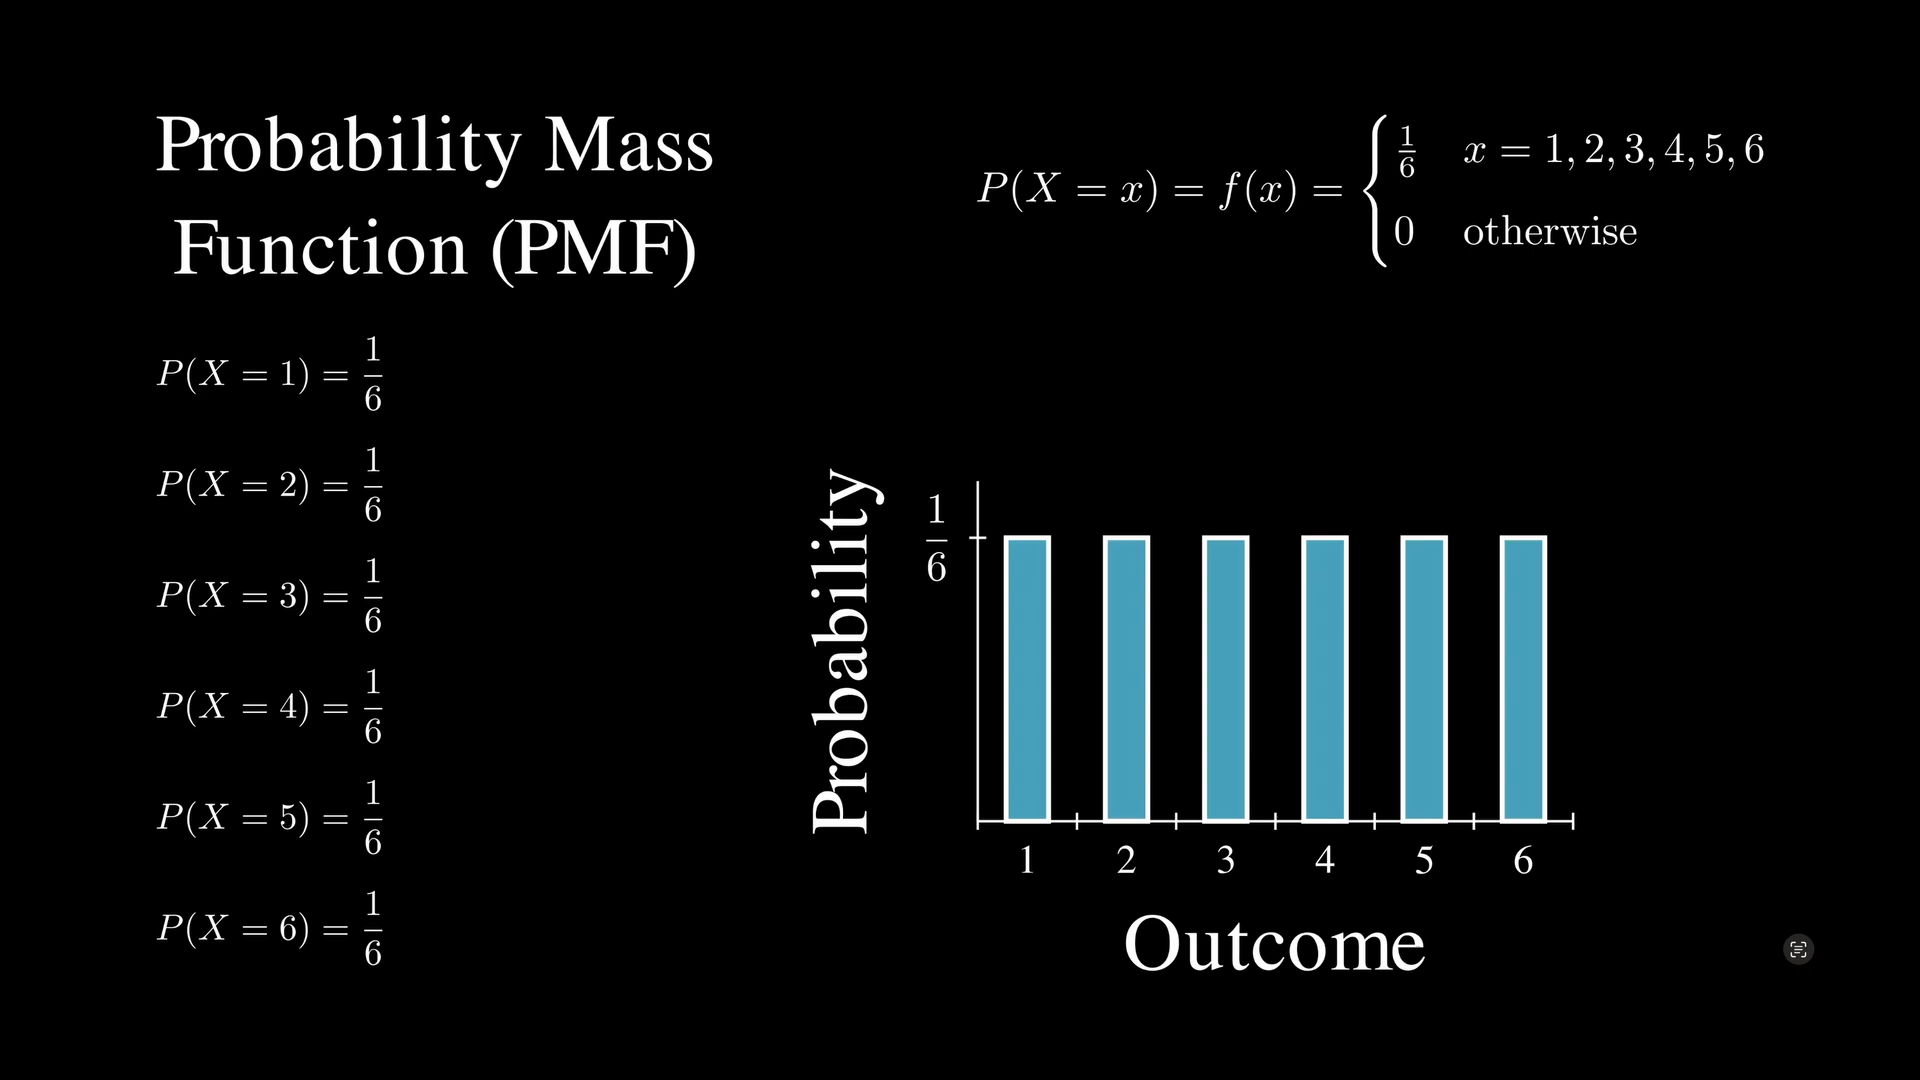 Probability Mass
Function (PMF)
P(X = x) = f(x) = { 1/6 x = 1, 2, 3, 4, 5, 6
0 otherwise
P(X = 1) = 1/6
P(X = 2) = 1/6
P(X = 3) = 1/6
P(X = 4) = 1/6
P(X = 5) = 1/6
P(X = 6) = 1/6
Probability
1/6
1 2 3 4 5 6
Outcome